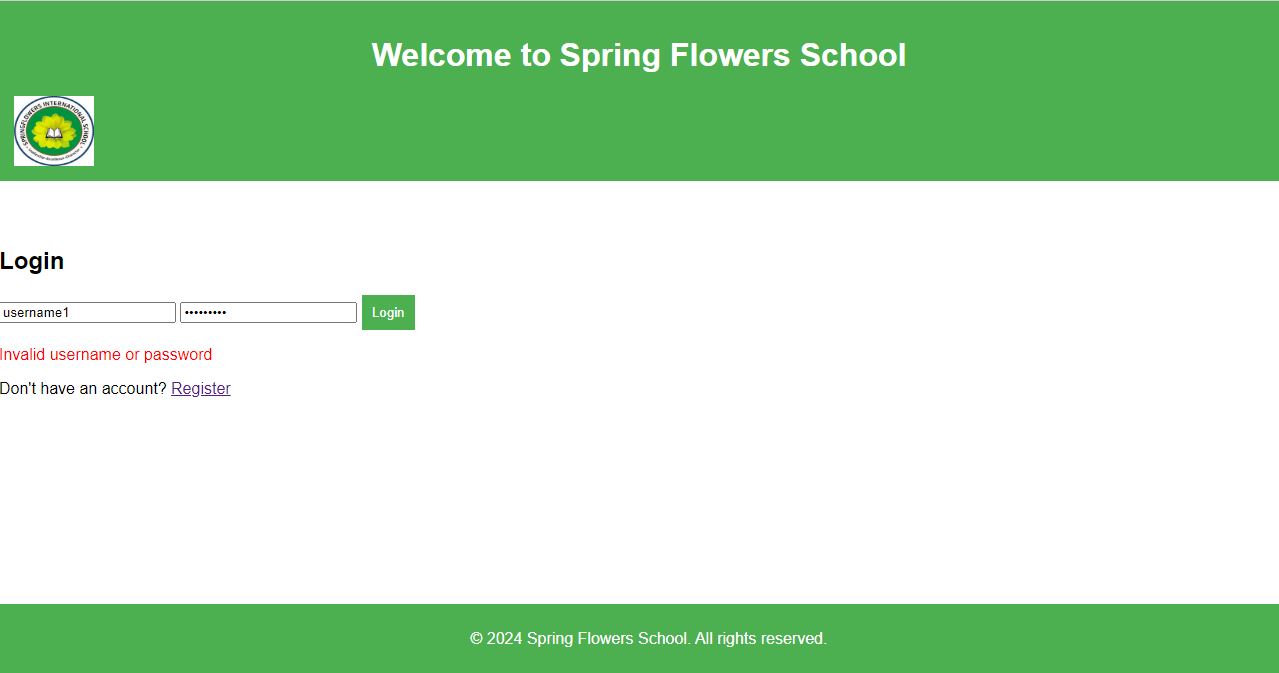 Welcome to Spring Flowers School
SPRINGFLOWERS INTERNATIONAL SCHOOL
Login
username1
•••••••••
Login
Invalid username or password
Don't have an account? Register
© 2024 Spring Flowers School. All rights reserved.